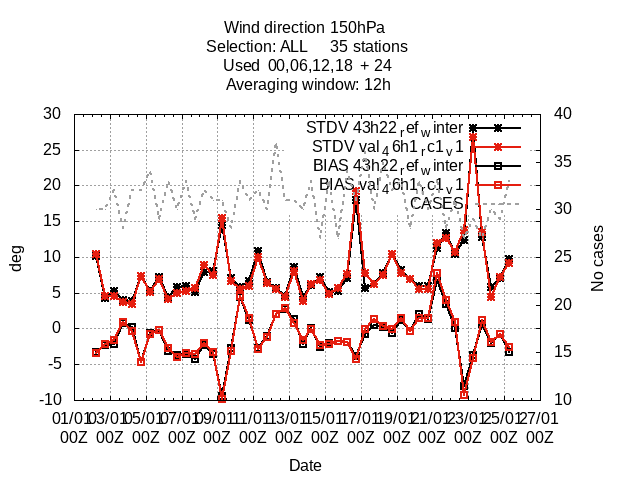 Wind direction 150hPa
Selection: ALL 35 stations
Used 00,06,12,18 + 24
Averaging window: 12h
30 40
25 35
20 30
15 25
10 20
5 15
0 10
-5
-10
deg
No cases
STDV 43h22_ref_winter
STDV val_46h1_rc1_v1
BIAS 43h22_ref_winter
BIAS val_46h1_rc1_v1
CASES
01/01 03/01 05/01 07/01 09/01 11/01 13/01 15/01 17/01 19/01 21/01 23/01 25/01 27/01
00Z 00Z 00Z 00Z 00Z 00Z 00Z 00Z 00Z 00Z 00Z 00Z 00Z 00Z
Date